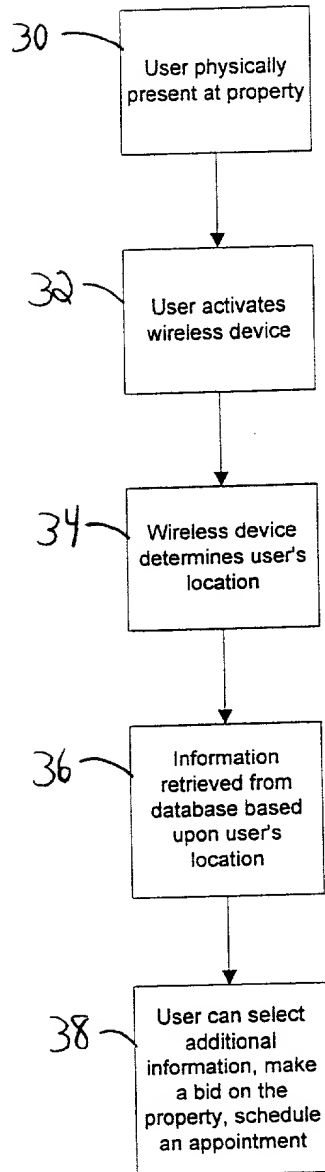 30
User physically
present at property
32
User activates
wireless device
34
Wireless device
determines user's
location
36
Information
retrieved from
database based
upon user's
location
38
User can select
additional
information, make
a bid on the
property, schedule
an appointment